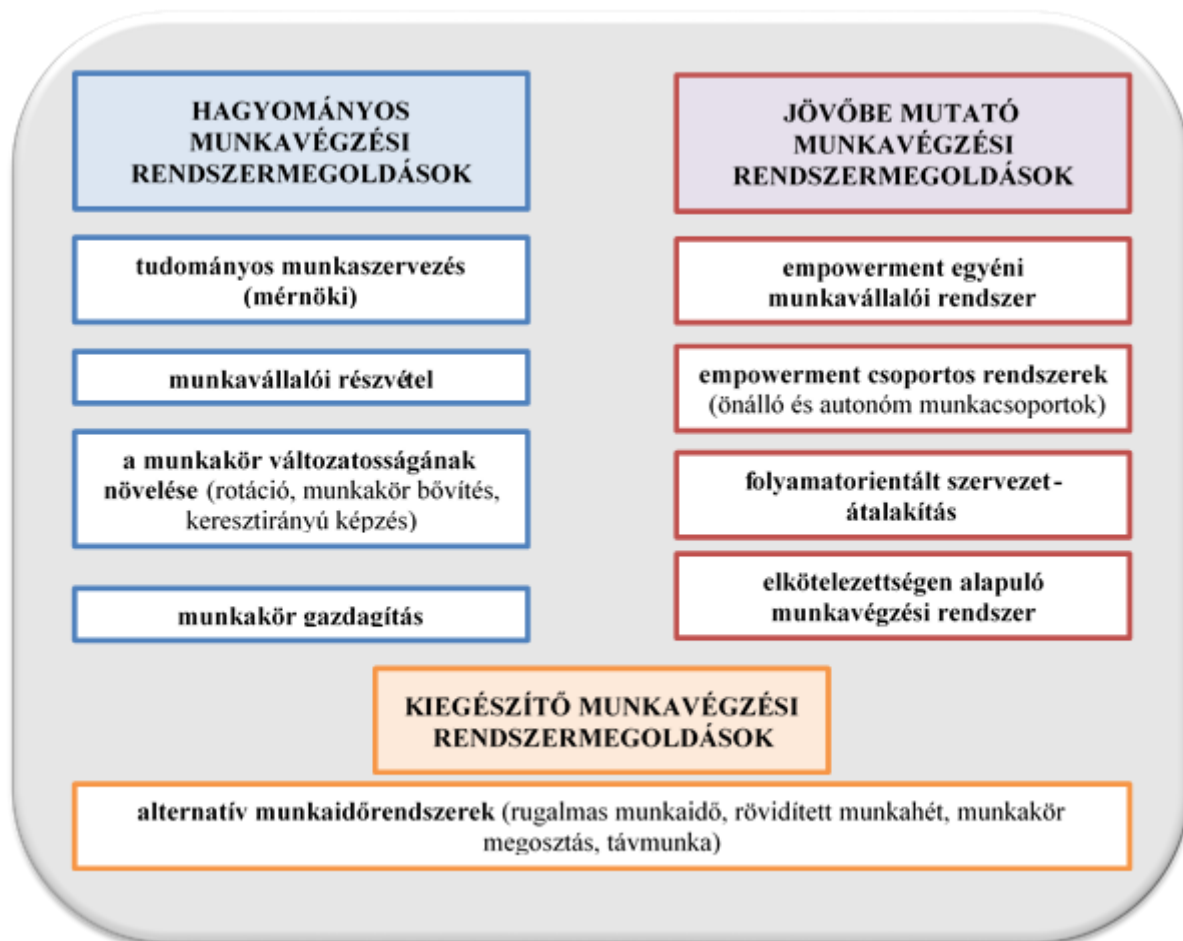 HAGYOMÁNYOS
MUNKAVÉGZÉSI
RENDSZERMEGOLDÁSOK
tudományos munkaszervezés
(mérnöki)
munkavállalói részvétel
a munkakör változatosságának
növelése (rotáció, munkakör bővítés,
keresztirányú képzés)
munkakör gazdagítás
JÖVŐBE MUTATÓ
MUNKAVÉGZÉSI
RENDSZERMEGOLDÁSOK
empowerment egyéni
munkavállalói rendszer
empowerment csoportos rendszerek
(önálló és autonóm munkacsoportok)
folyamatorientált szervezet-
átalakítás
elkötelezettségen alapuló
munkavégzési rendszer
KIEGÉSZÍTŐ MUNKAVÉGZÉSI
RENDSZERMEGOLDÁSOK
alternatív munkaidőrendszerek (rugalmas munkaidő, rövidített munkahét, munkakör
megosztás, távmunka)